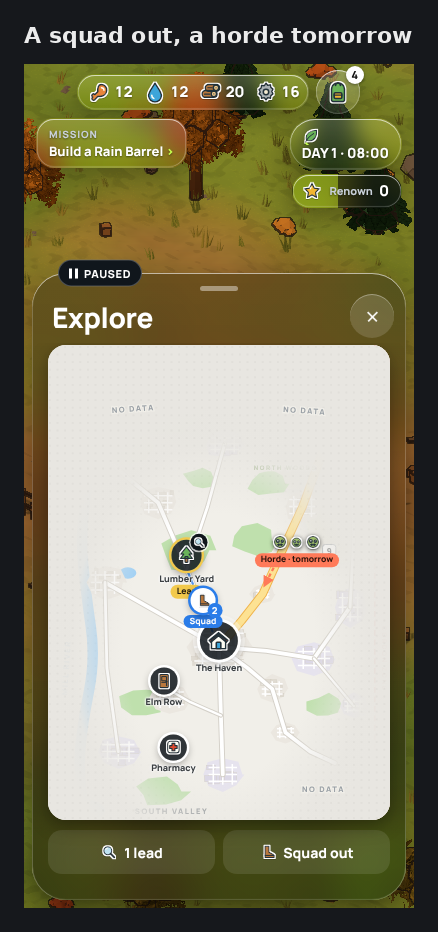 A squad out, a horde tomorrow
12 12 20 16 4
MISSION
Build a Rain Barrel ›
DAY 1 · 08:00
Renown 0
PAUSED
Explore
NO DATA
NO DATA
NORTH
Horde · tomorrow
Lumber Yard
Lea
2
Squad
The Haven
Elm Row
Pharmacy
NO DATA
SOUTH VALLEY
1 lead
Squad out